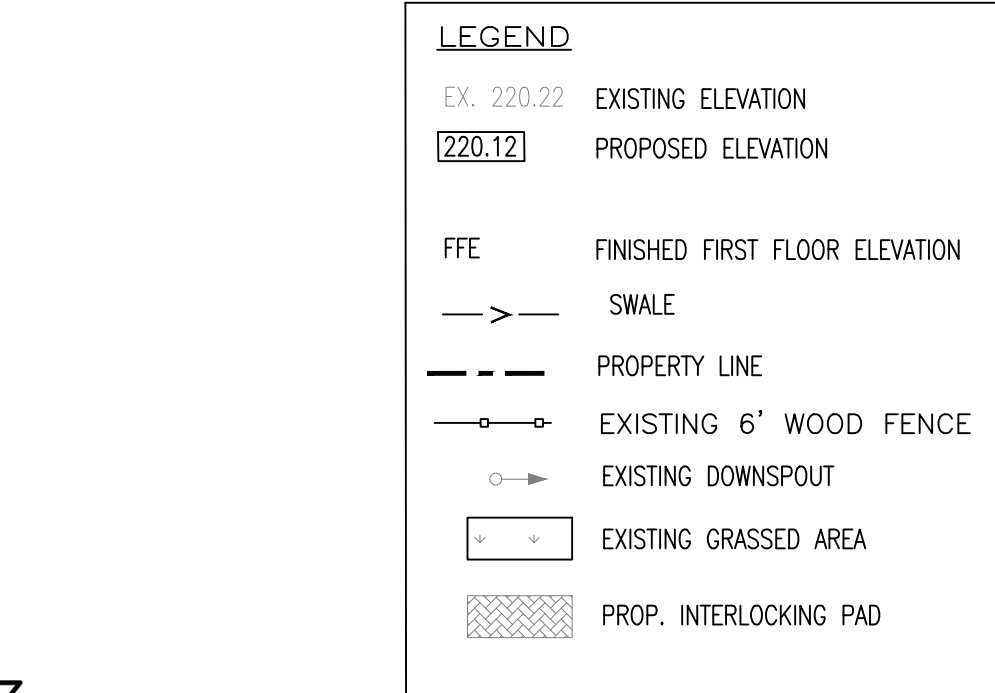 LEGEND
EX. 220.22 EXISTING ELEVATION
220.12 PROPOSED ELEVATION
FFE FINISHED FIRST FLOOR ELEVATION
SWALE
PROPERTY LINE
EXISTING 6' WOOD FENCE
EXISTING DOWNSPOUT
EXISTING GRASSED AREA
PROP. INTERLOCKING PAD